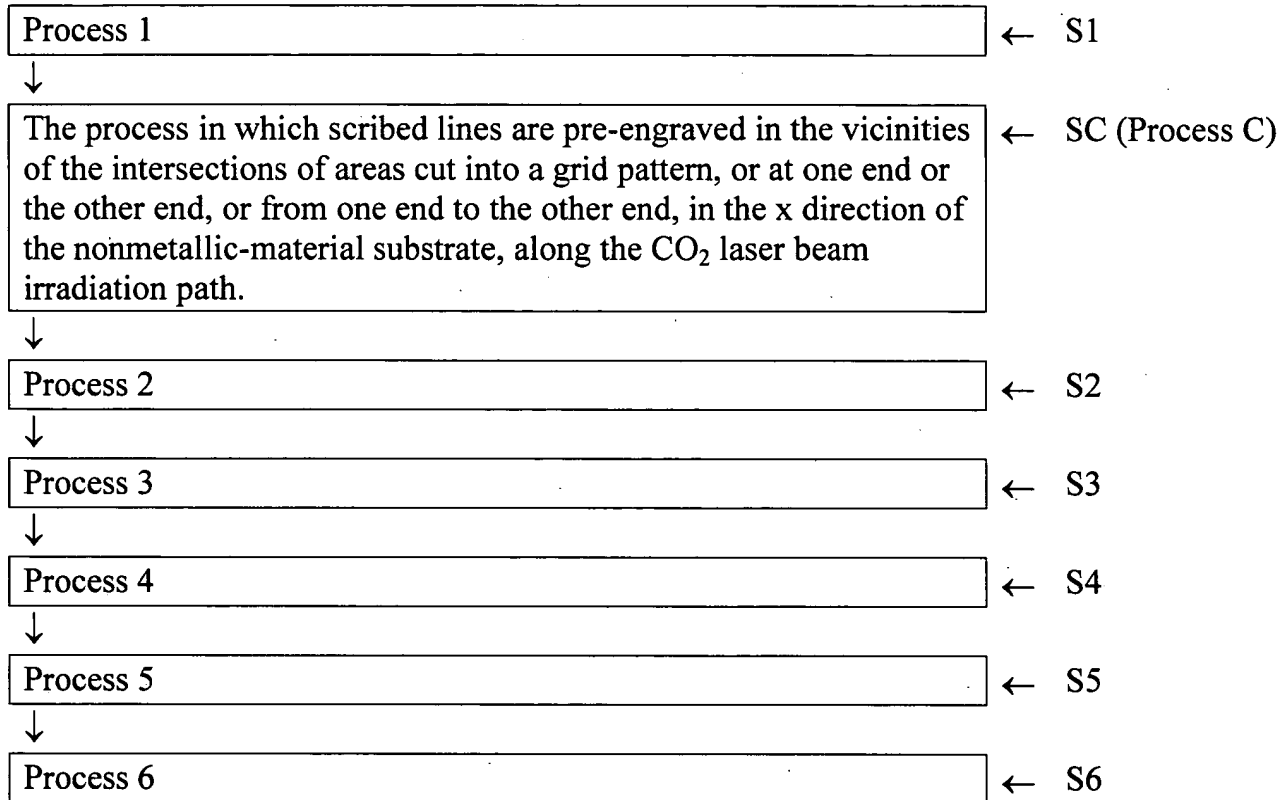 Process 1 ← S1
↓
The process in which scribed lines are pre-engraved in the vicinities ← SC (Process C)
of the intersections of areas cut into a grid pattern, or at one end or
the other end, or from one end to the other end, in the x direction of
the nonmetallic-material substrate, along the CO₂ laser beam
irradiation path.
↓
Process 2 ← S2
↓
Process 3 ← S3
↓
Process 4 ← S4
↓
Process 5 ← S5
↓
Process 6 ← S6